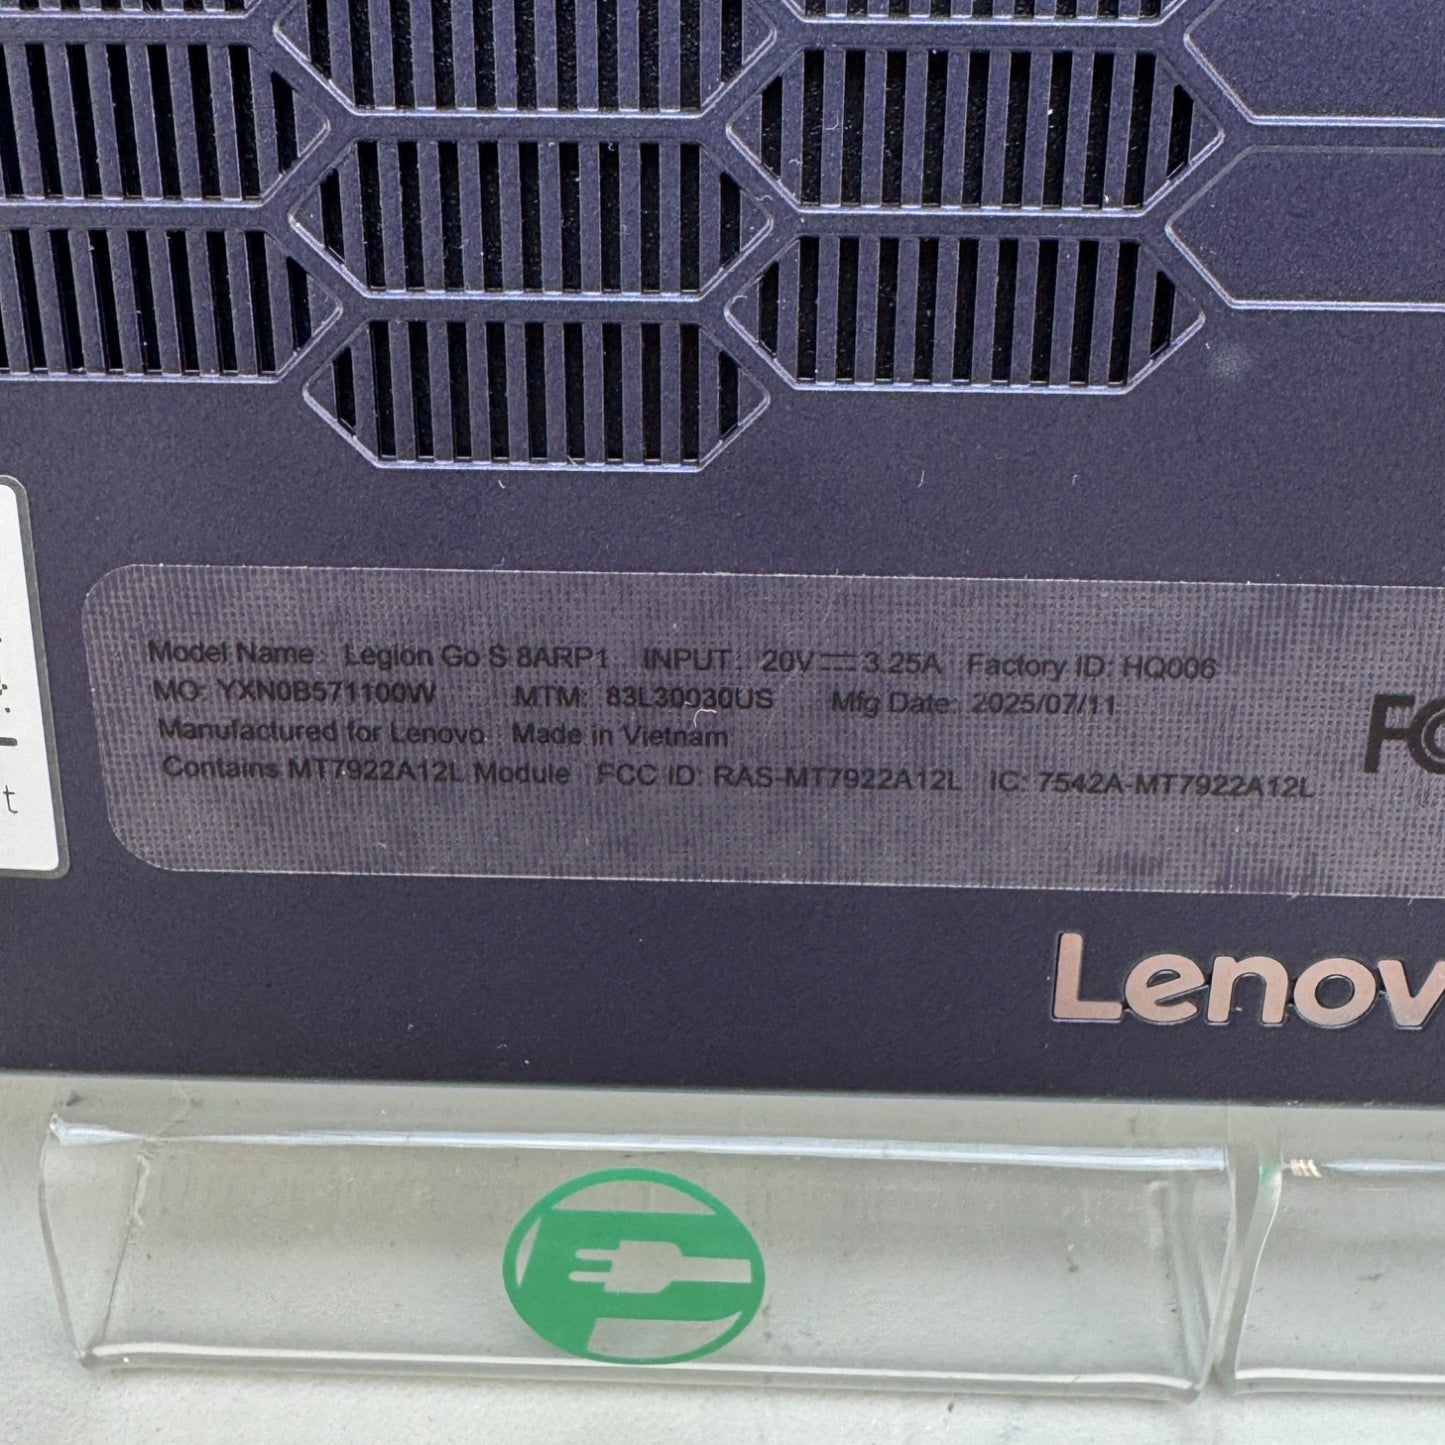 Model Name: Legion Go S 8ARP1 INPUT: 20V⎓3.25A Factory ID: HQ006
MO: YXN0B571100W MTM: 83L30030US Mfg Date: 2025/07/11
Manufactured for Lenovo Made in Vietnam
Contains MT7922A12L Module FCC ID: RAS-MT7922A12L IC: 7542A-MT7922A12L
FC
t
Lenov